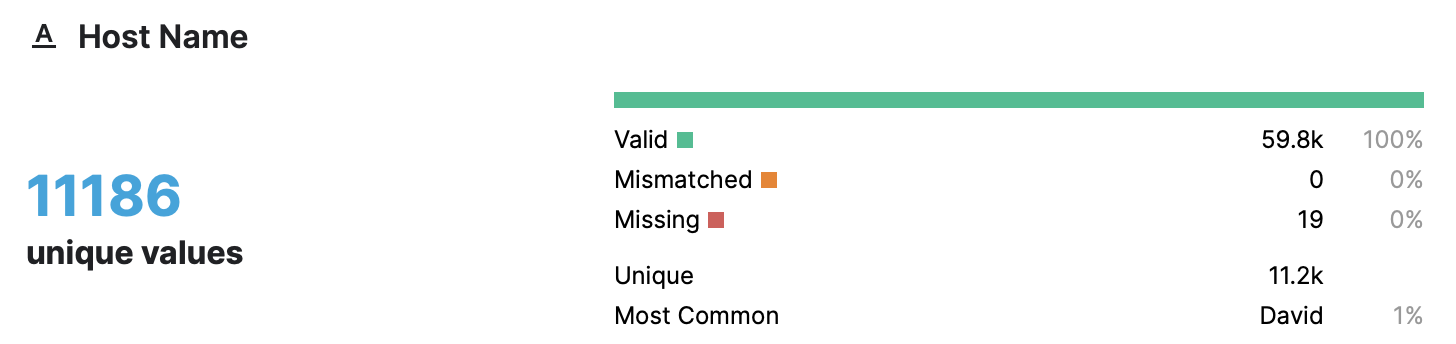 A Host Name
11186
unique values
Valid 59.8k 100%
Mismatched 0 0%
Missing 19 0%
Unique 11.2k
Most Common David 1%